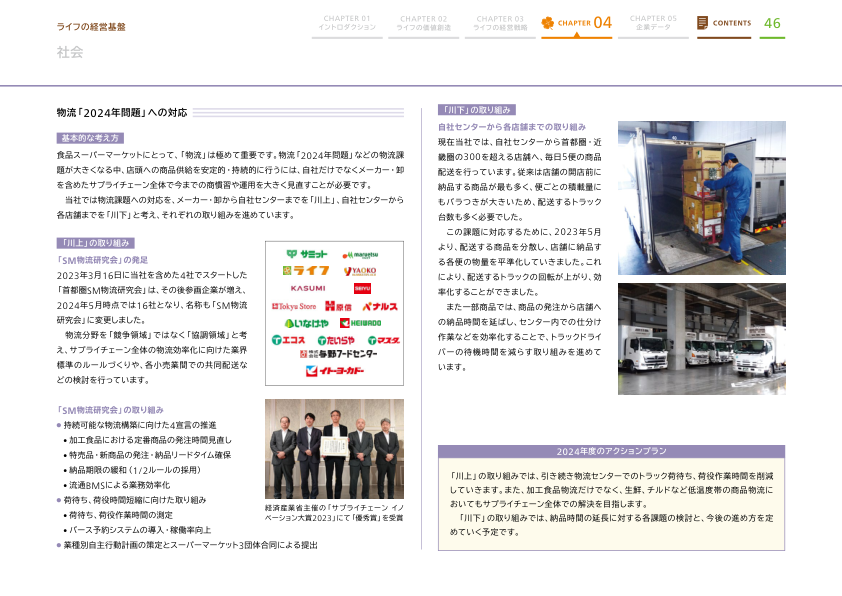 ライフの経営基盤
社会
CHAPTER 01
イントロダクション
CHAPTER 02
ライフの価値創造
CHAPTER 03
ライフの経営戦略
CHAPTER 04
CHAPTER 05
企業データ
CONTENTS
46
物流「2024年問題」への対応
基本的な考え方
食品スーパーマーケットにとって、「物流」は極めて重要です。物流「2024年問題」などの物流課
題が大きくなる中、店頭への商品供給を安定的・持続的に行うには、自社だけでなくメーカー・卸
を含めたサプライチェーン全体で今までの商慣習や運用を大きく見直すことが必要です。
当社では物流課題への対応を、メーカー・卸から自社センターまでを「川上」、自社センターから
各店舗までを「川下」と考え、それぞれの取り組みを進めています。
「川上」の取り組み
「SM物流研究会」の発足
2023年3月16日に当社を含めた4社でスタートした
「首都圏SM物流研究会」は、その後参画企業が増え、
2024年5月時点では16社となり、名称も「SM物流
研究会」に変更しました。
物流分野を「競争領域」ではなく「協調領域」と考
え、サプライチェーン全体の物流効率化に向けた業界
標準のルールづくりや、各小売業間での共同配送な
どの検討を行っています。
サミット
maruetsu
ライフ
YAOKO
KASUMI
SEIYU
Tokyu Store
原信
ナルス
いなげや
HEIWADO
エコス
たいらや
マスダ
株式会社与野フードセンター
イトーヨーカドー
「SM物流研究会」の取り組み
● 持続可能な物流構築に向けた4宣言の推進
• 加工食品における定番商品の発注時間見直し
• 特売品・新商品の発注・納品リードタイム確保
• 納品期限の緩和(1/2ルールの採用)
• 流通BMSによる業務効率化
● 荷待ち、荷役時間短縮に向けた取り組み
• 荷待ち、荷役作業時間の測定
• バース予約システムの導入・稼働率向上
● 業種別自主行動計画の策定とスーパーマーケット3団体合同による提出
経済産業省主催の「サプライチェーン イノ
ベーション大賞2023」にて「優秀賞」を受賞
「川下」の取り組み
自社センターから各店舗までの取り組み
現在当社では、自社センターから首都圏・近
畿圏の300を超える店舗へ、毎日5便の商品
配送を行っています。従来は店舗の開店前に
納品する商品が最も多く、便ごとの積載量に
もバラつきが大きいため、配送するトラック
台数も多く必要でした。
この課題に対応するために、2023年5月
より、配送する商品を分散し、店舗に納品す
る各便の物量を平準化していきました。これ
により、配送するトラックの回転が上がり、効
率化することができました。
また一部商品では、商品の発注から店舗へ
の納品時間を延ばし、センター内での仕分け
作業などを効率化することで、トラックドライ
バーの待機時間を減らす取り組みを進めて
います。
2024年度のアクションプラン
「川上」の取り組みでは、引き続き物流センターでのトラック荷待ち、荷役作業時間を削減
していきます。また、加工食品物流だけでなく、生鮮、チルドなど低温度帯の商品物流に
おいてもサプライチェーン全体での解決を目指します。
「川下」の取り組みでは、納品時間の延長に対する各課題の検討と、今後の進め方を定
めていく予定です。